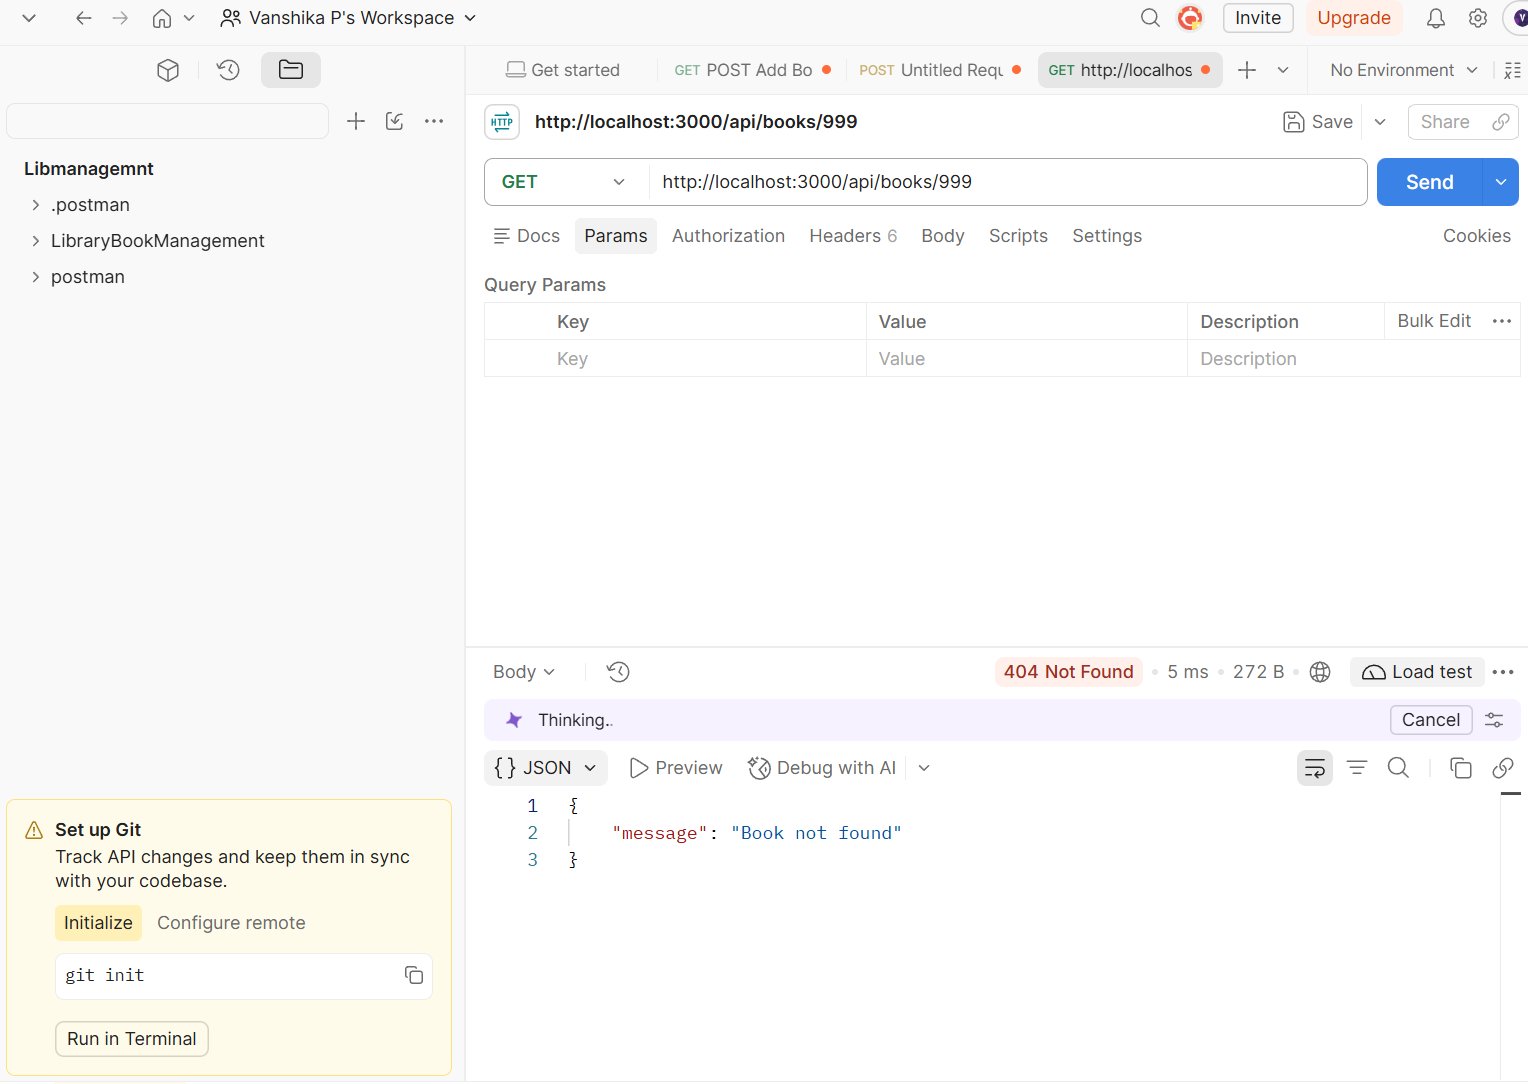 Vanshika P's Workspace
Invite
Upgrade
V
Get started
GET POST Add Bo
POST Untitled Requ
GET http://localhos
No Environment
Libmanagemnt
.postman
LibraryBookManagement
postman
HTTP
http://localhost:3000/api/books/999
Save
Share
GET
http://localhost:3000/api/books/999
Send
Docs
Params
Authorization
Headers 6
Body
Scripts
Settings
Cookies
Query Params
Key Value Description Bulk Edit
Key Value Description
Body
404 Not Found
5 ms
272 B
Load test
Thinking..
Cancel
{} JSON
Preview
Debug with AI
1 {
2 "message": "Book not found"
3 }
Set up Git
Track API changes and keep them in sync
with your codebase.
Initialize
Configure remote
git init
Run in Terminal